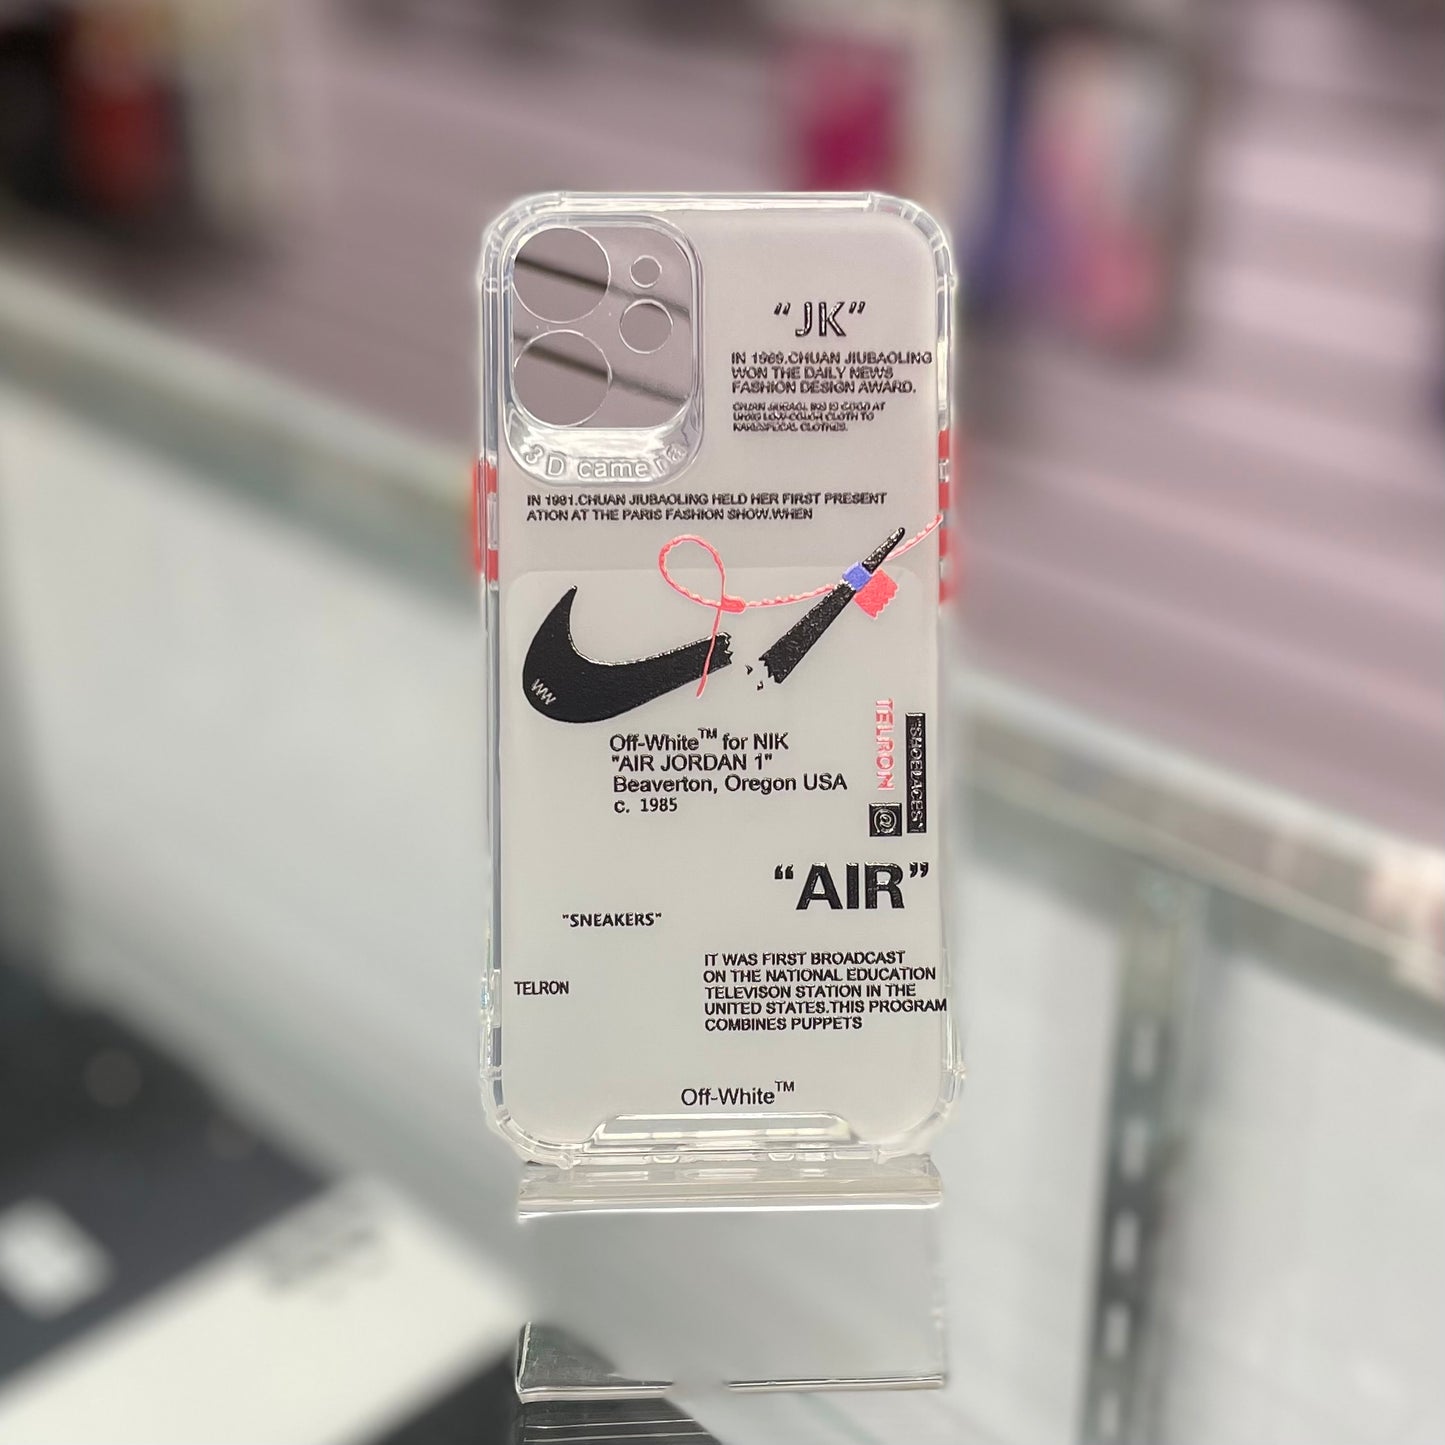 “JK”
IN 1969.CHUAN JIUBAOLING
WON THE DAILY NEWS
FASHION DESIGN AWARD.
3D camera
IN 1981.CHUAN JIUBAOLING HELD HER FIRST PRESENT
ATION AT THE PARIS FASHION SHOW.WHEN
WW
Off-White™ for NIK
"AIR JORDAN 1"
Beaverton, Oregon USA
c. 1985
TELRON
"SHOELACES"
“AIR”
"SNEAKERS"
IT WAS FIRST BROADCAST
ON THE NATIONAL EDUCATION
TELEVISON STATION IN THE
UNITED STATES.THIS PROGRAM
COMBINES PUPPETS
TELRON
Off-White™